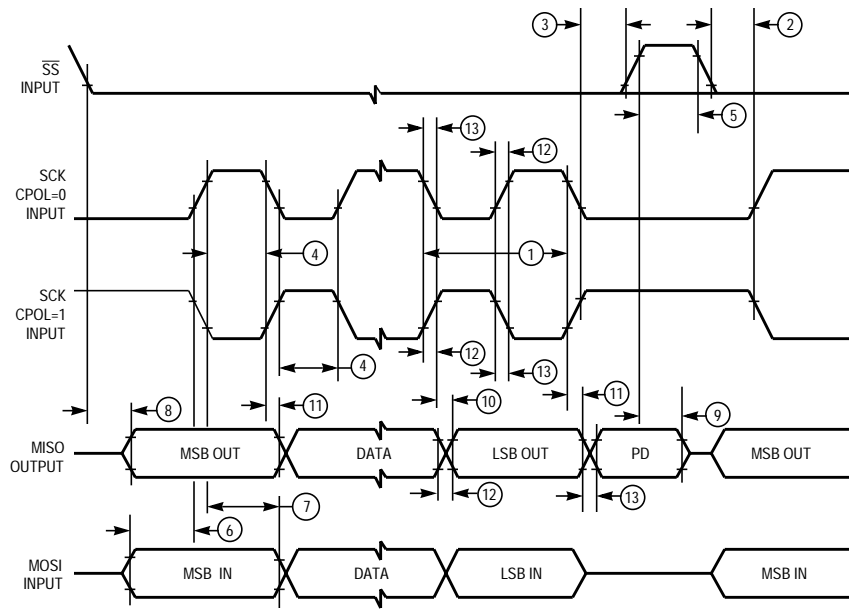 3
2
SS
INPUT
5
13
12
SCK
CPOL=0
INPUT
4
1
SCK
CPOL=1
INPUT
12
4
13
8
11
10
11
9
MISO
OUTPUT
MSB OUT
DATA
LSB OUT
PD
MSB OUT
7
12
13
6
MOSI
INPUT
MSB IN
DATA
LSB IN
MSB IN